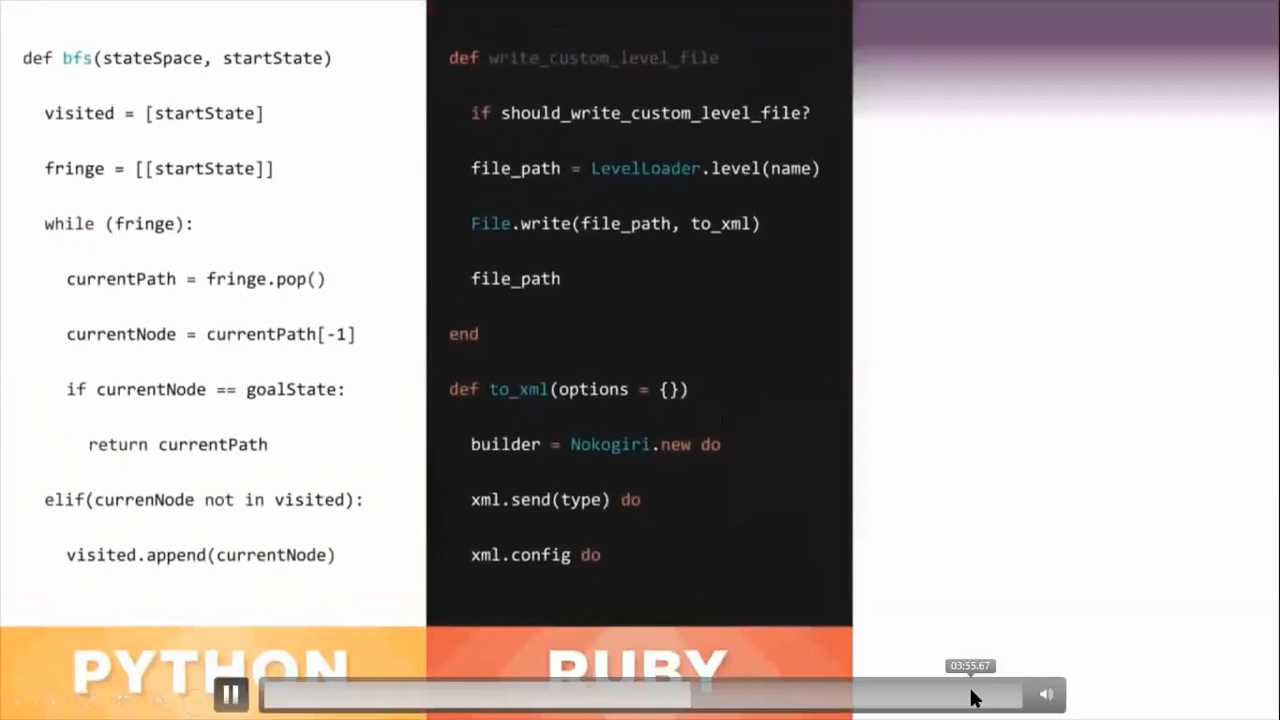 def bfs(stateSpace, startState)
visited = [startState]
fringe = [[startState]]
while (fringe):
currentPath = fringe.pop()
currentNode = currentPath[-1]
if currentNode == goalState:
return currentPath
elif(currenNode not in visited):
visited.append(currentNode)
PYTHON
def write_custom_level_file
if should_write_custom_level_file?
file_path = LevelLoader.level(name)
File.write(file_path, to_xml)
file_path
end
def to_xml(options = {})
builder = Nokogiri.new do
xml.send(type) do
xml.config do
RUBY
03:55.67